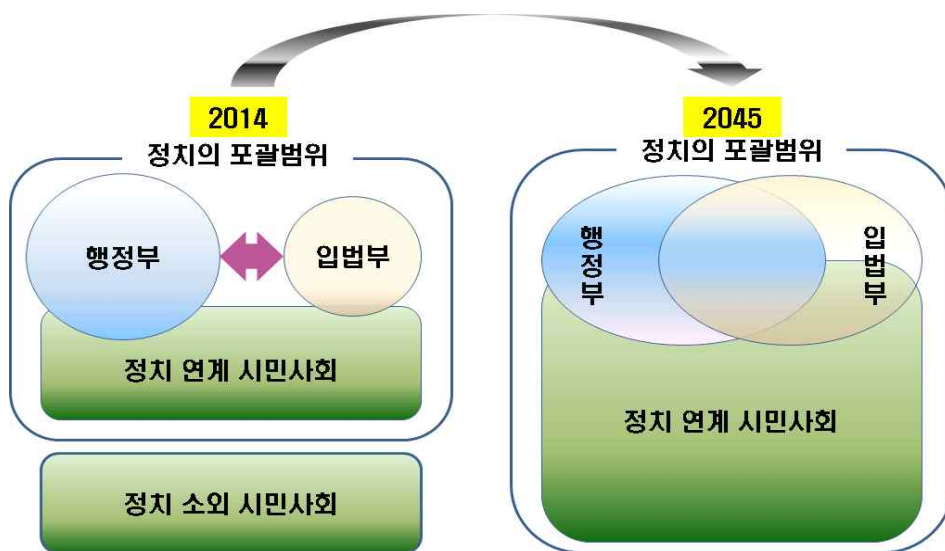 2014
정치의 포괄범위
행정부
입법부
정치 연계 시민사회
정치 소외 시민사회
2045
정치의 포괄범위
행정부
입법부
정치 연계 시민사회